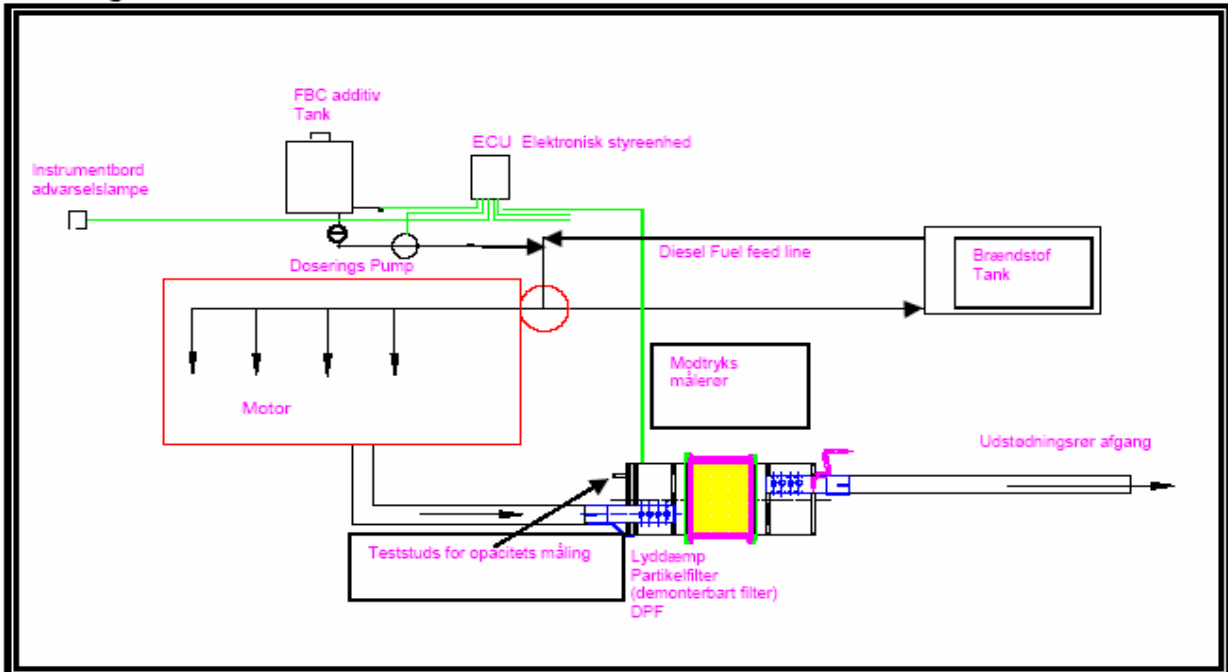 FBC additiv
Tank
ECU Elektronisk styreenhed
Instrumentbord
advarselslampe
Doserings Pump
Diesel Fuel feed line
Brændstof
Tank
Modtryks
målerør
Motor
Udstødningsrør afgang
Teststuds for opacitets måling
Lyddæmp
Partikelfilter
(demonterbart filter)
DPF